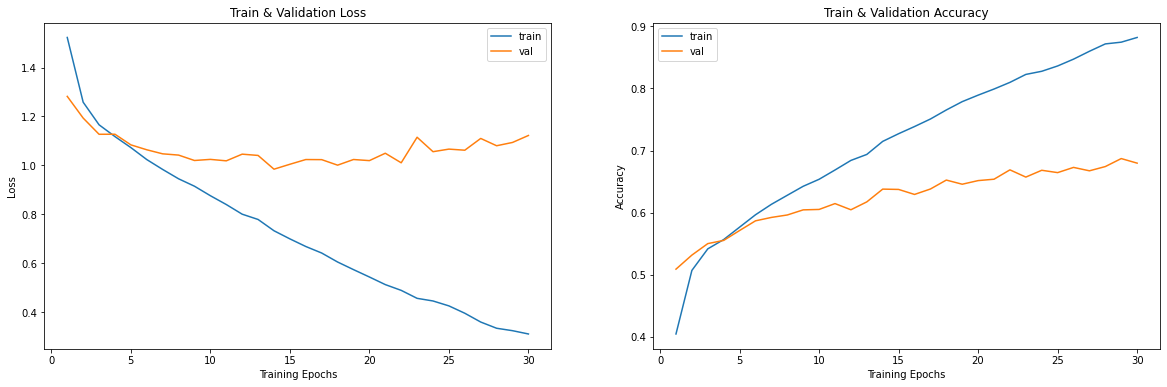 Train & Validation Loss
train
val
1.4
1.2
1.0
0.8
0.6
0.4
Loss
0 5 10 15 20 25 30
Training Epochs
Train & Validation Accuracy
train
val
0.9
0.8
0.7
0.6
0.5
0.4
Accuracy
0 5 10 15 20 25 30
Training Epochs